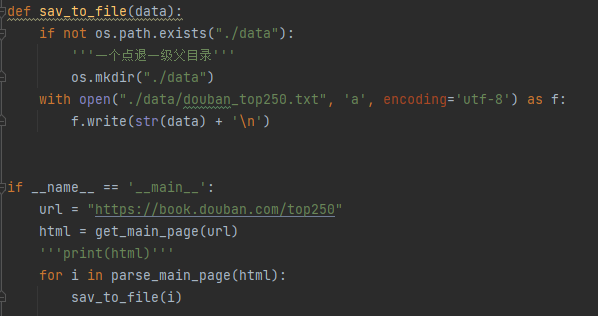 def sav_to_file(data):
    if not os.path.exists("./data"):
        '''一个点退一级父目录'''
        os.mkdir("./data")
    with open("./data/douban_top250.txt", 'a', encoding='utf-8') as f:
        f.write(str(data) + '\n')
if __name__ == '__main__':
    url = "https://book.douban.com/top250"
    html = get_main_page(url)
    '''print(html)'''
    for i in parse_main_page(html):
        sav_to_file(i)